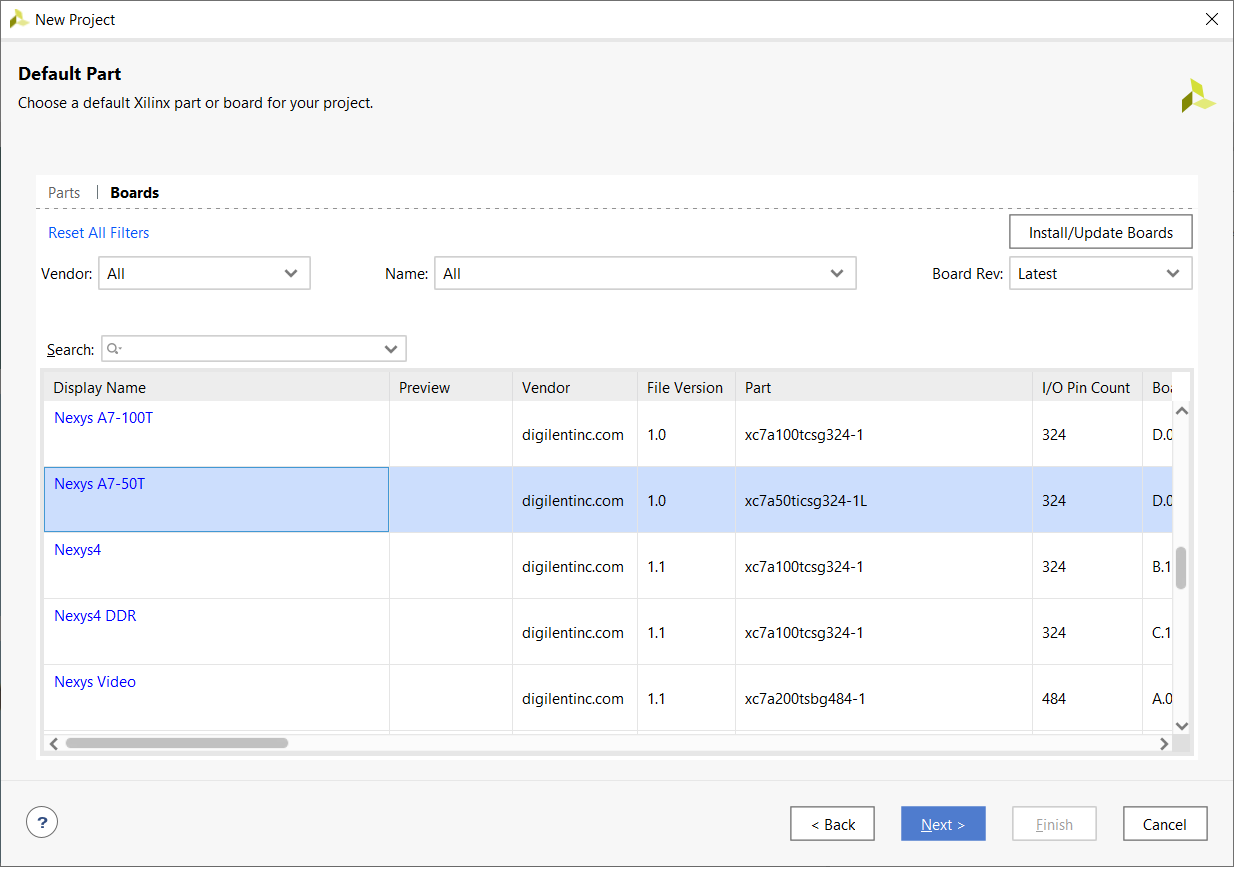 New Project
Default Part
Choose a default Xilinx part or board for your project.
Parts | Boards
Reset All Filters
Install/Update Boards
Vendor: All
Name: All
Board Rev: Latest
Search:
Display Name Preview Vendor File Version Part I/O Pin Count Boa
Nexys A7-100T digilentinc.com 1.0 xc7a100tcsg324-1 324 D.0
Nexys A7-50T digilentinc.com 1.0 xc7a50ticsg324-1L 324 D.0
Nexys4 digilentinc.com 1.1 xc7a100tcsg324-1 324 B.1
Nexys4 DDR digilentinc.com 1.1 xc7a100tcsg324-1 324 C.1
Nexys Video digilentinc.com 1.1 xc7a200tsbg484-1 484 A.0
? < Back Next > Finish Cancel